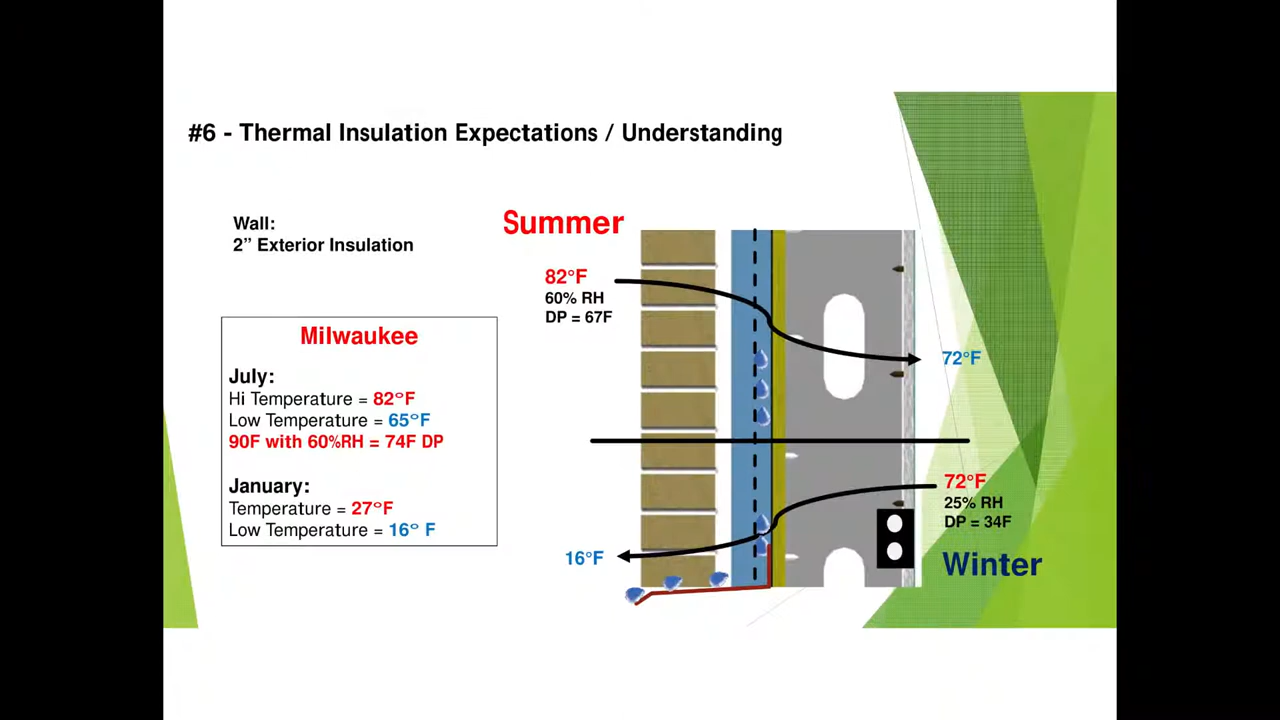 #6 - Thermal Insulation Expectations / Understanding
Wall:
2” Exterior Insulation
Milwaukee
July:
Hi Temperature = 82°F
Low Temperature = 65°F
90F with 60%RH = 74F DP
January:
Temperature = 27°F
Low Temperature = 16° F
Summer
82°F
60% RH
DP = 67F
72°F
72°F
25% RH
DP = 34F
16°F
Winter